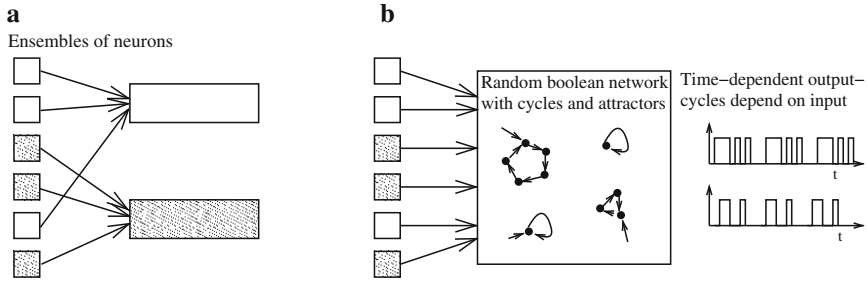 a
Ensembles of neurons
b
Random boolean network
with cycles and attractors
Time−dependent output−
cycles depend on input
t
t